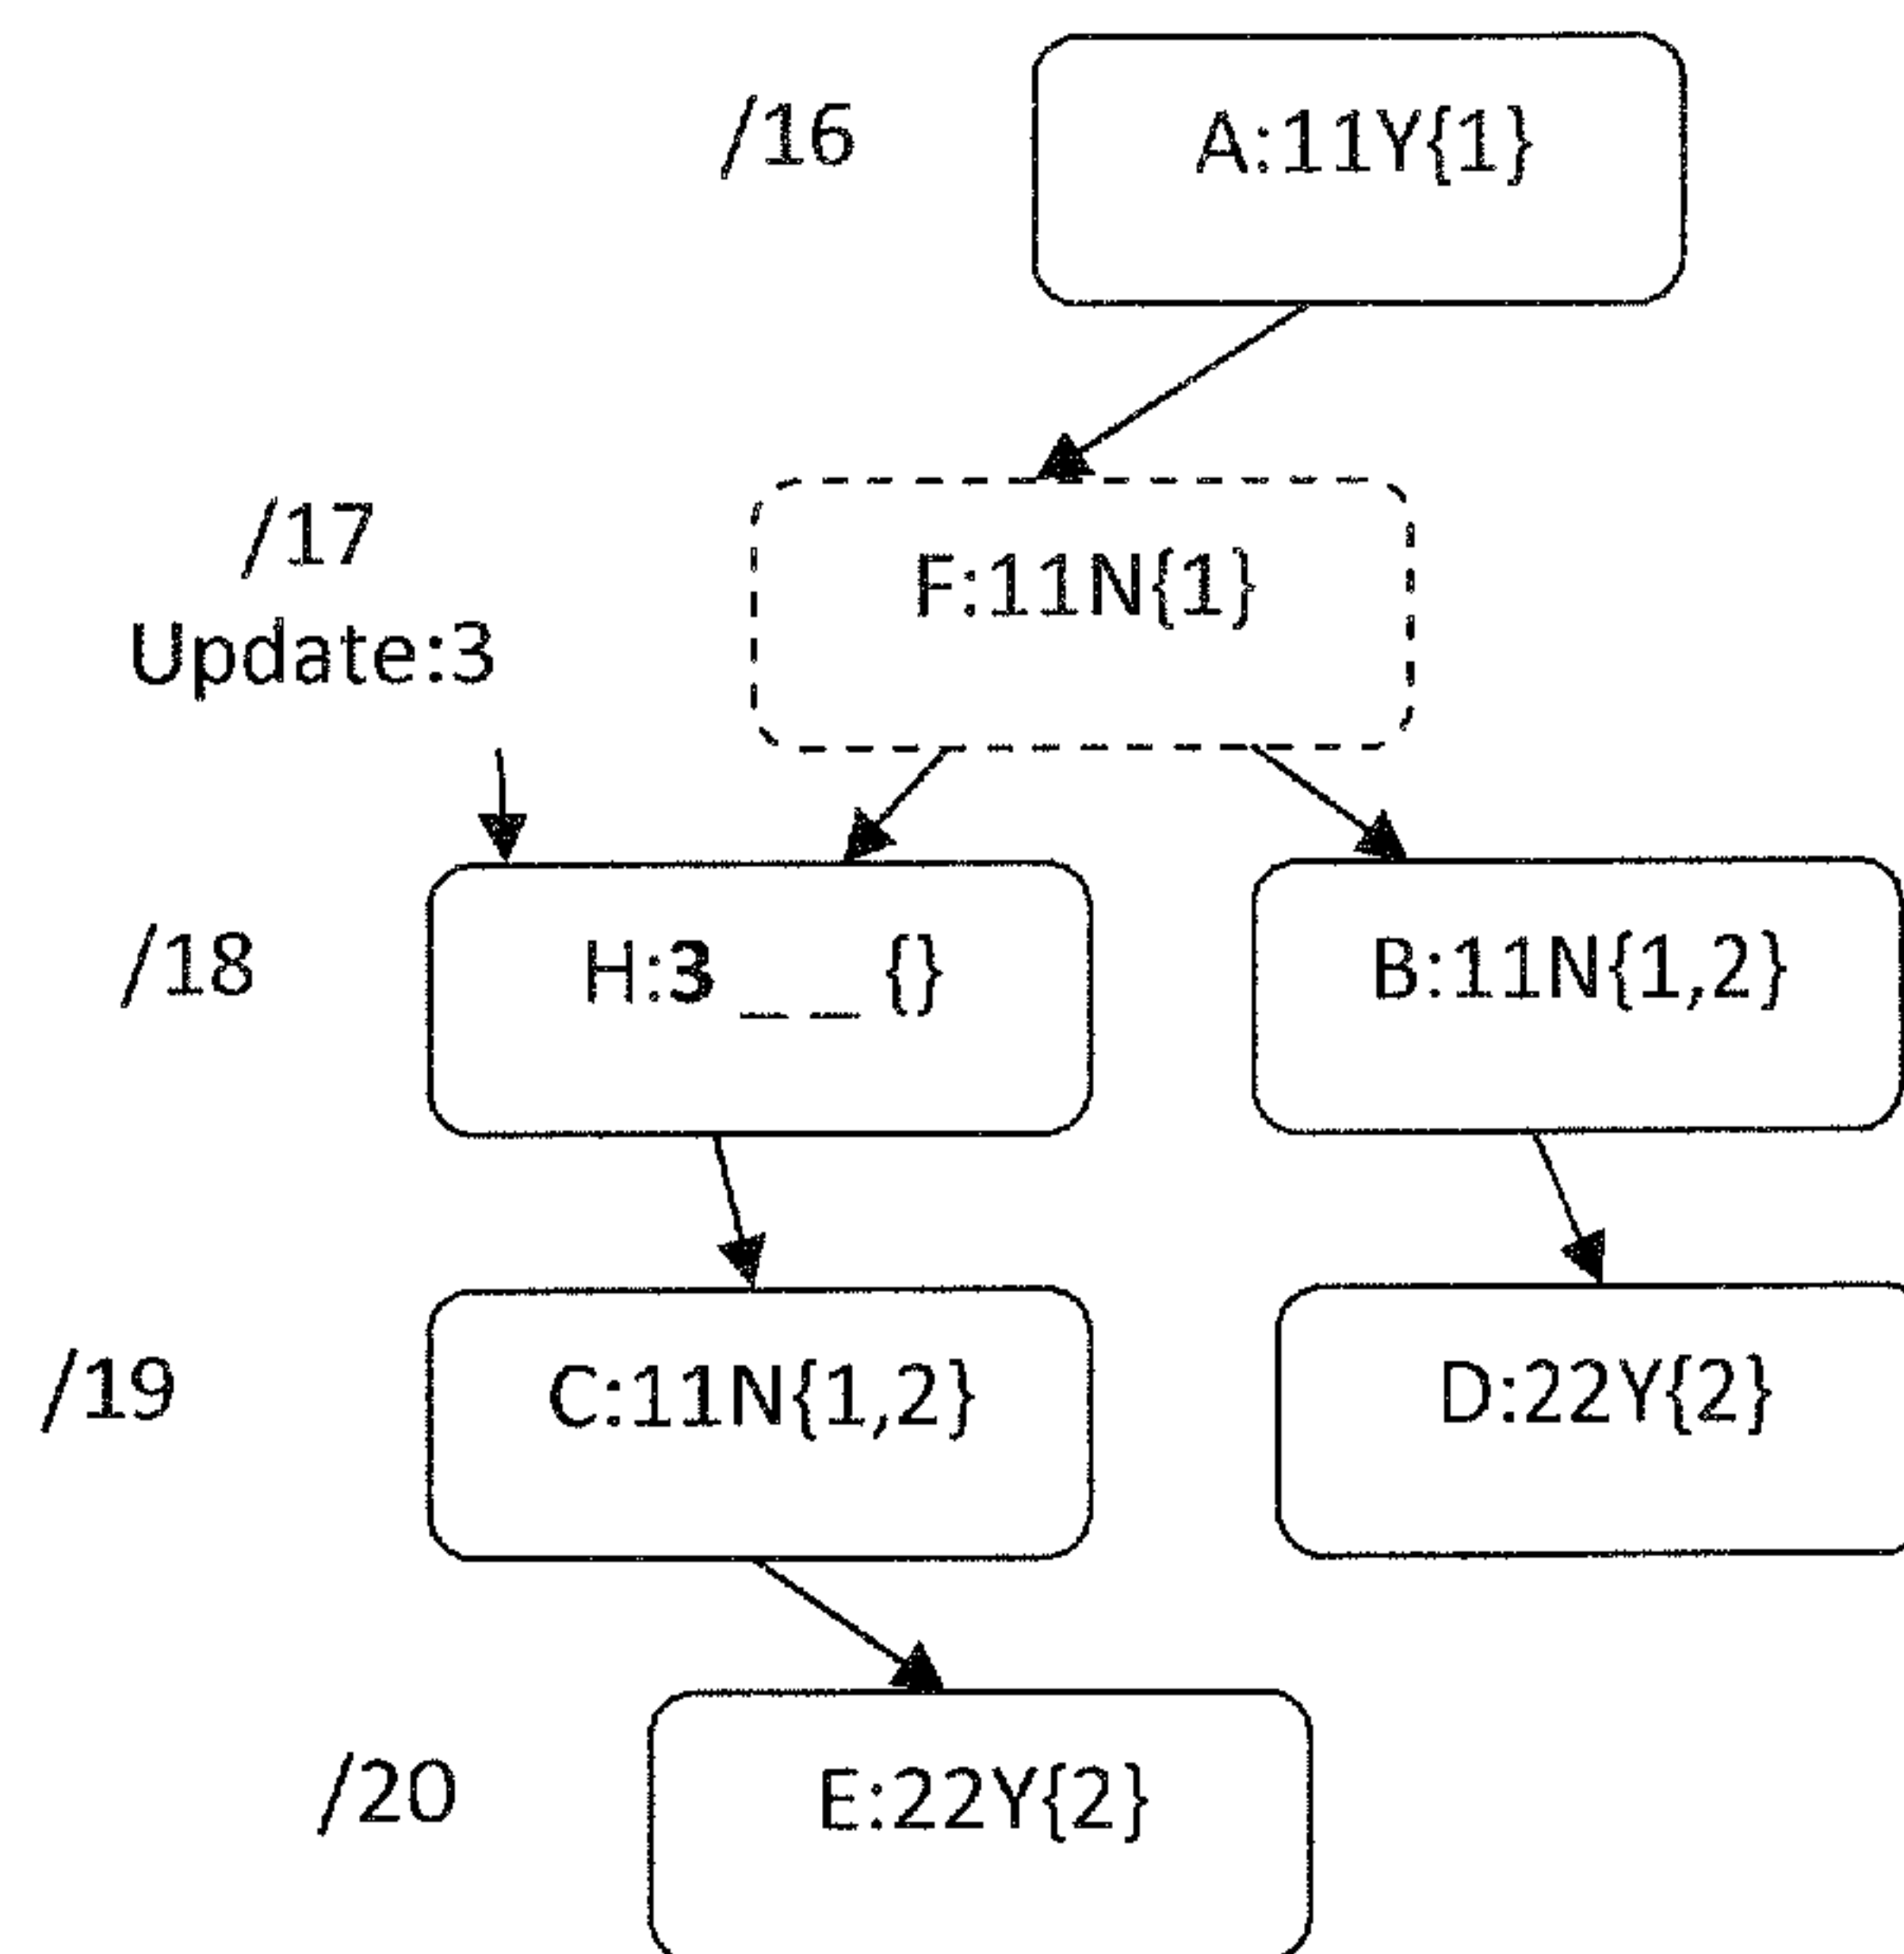 /16
A:11Y{1}
/17
Update:3
F:11N{1}
/18
H:3 _ _ {}
B:11N{1,2}
/19
C:11N{1,2}
D:22Y{2}
/20
E:22Y{2}